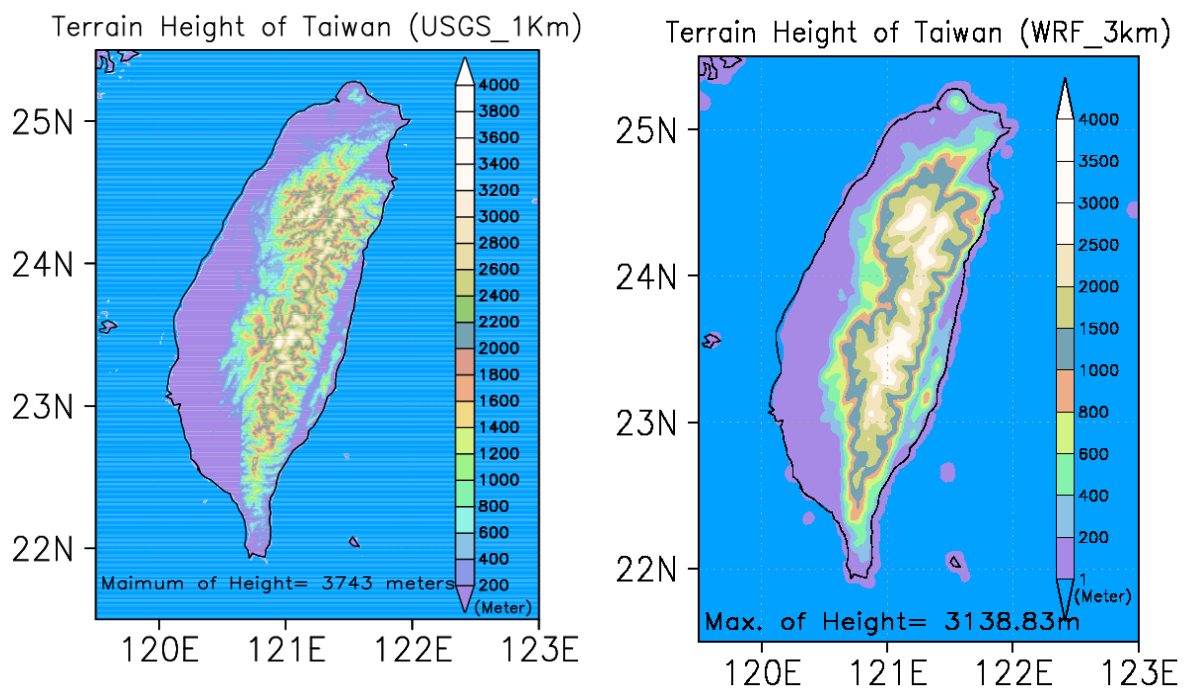 Terrain Height of Taiwan (USGS_1Km)
25N
24N
23N
22N
4000
3800
3600
3400
3200
3000
2800
2600
2400
2200
2000
1800
1600
1400
1200
1000
800
600
400
200
(Meter)
Maimum of Height= 3743 meters
120E
121E
122E
123E
Terrain Height of Taiwan (WRF_3km)
25N
24N
23N
22N
4000
3500
3000
2500
2000
1500
1000
800
600
400
200
1
(Meter)
Max. of Height= 3138.83m
120E
121E
122E
123E